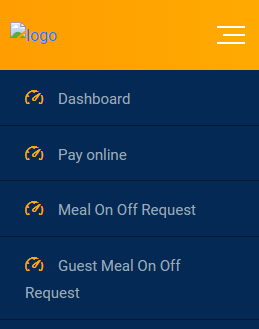 logo
Dashboard
Pay online
Meal On Off Request
Guest Meal On Off
Request